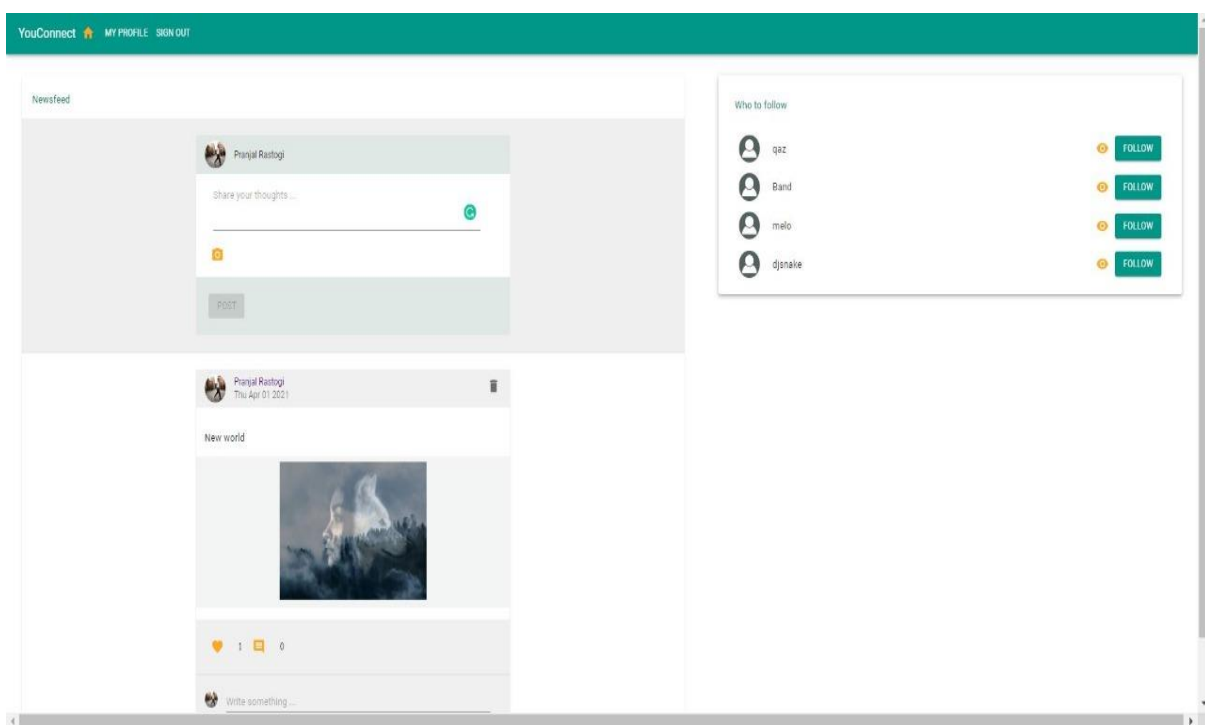 YouConnect MY PROFILE SIGN OUT
Newsfeed
Pranjal Rastogi
Share your thoughts ...
POST
Pranjal Rastogi
Thu Apr 01 2021
New world
1 0
Write something ...
Who to follow
qaz FOLLOW
Band FOLLOW
melo FOLLOW
djsnake FOLLOW